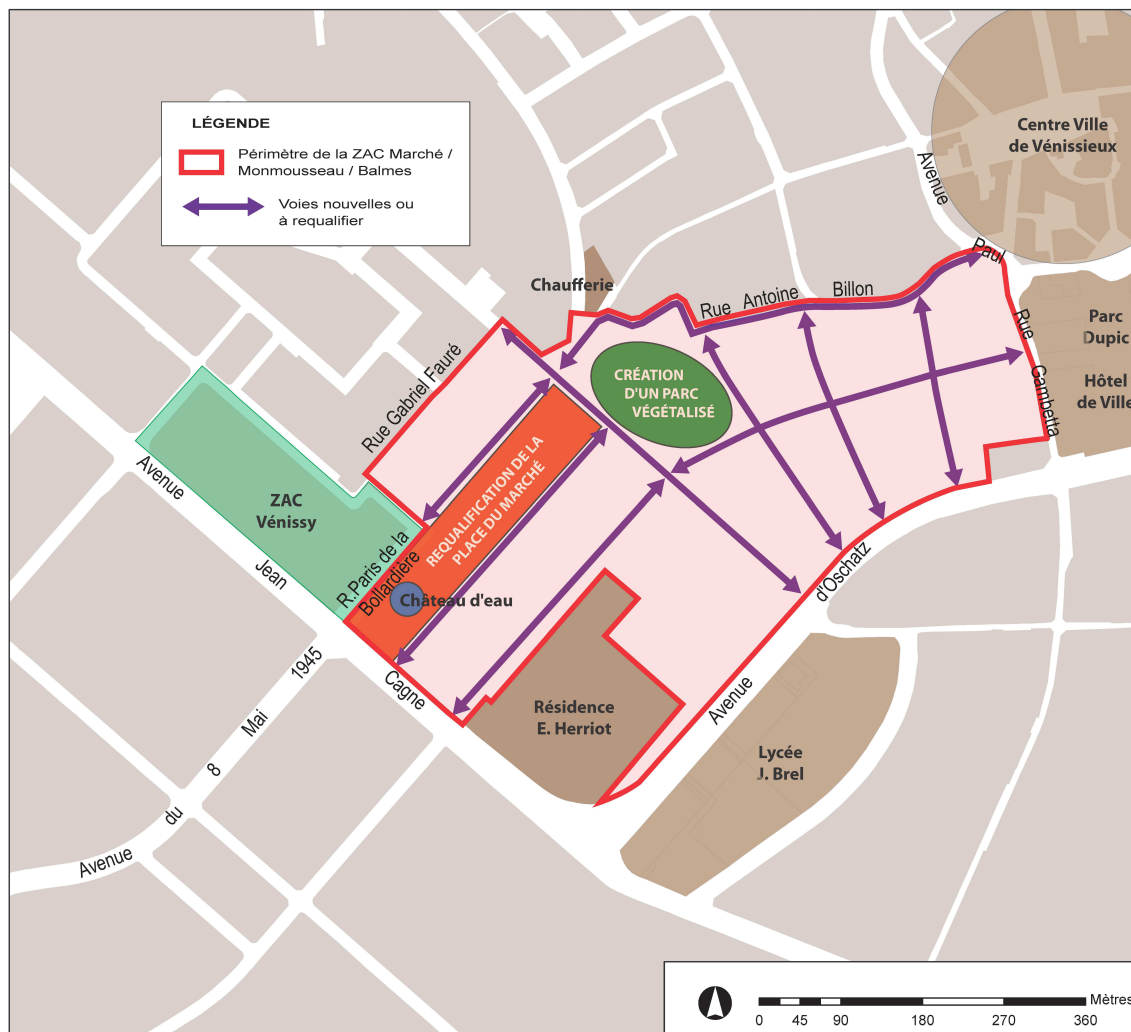 LÉGENDE
Périmètre de la ZAC Marché /
Monmousseau / Balmes
Voies nouvelles ou
à requalifier
Centre Ville
de Vénissieux
Avenue
Paul
Chaufferie
Rue Antoine Billon
Rue
Gambetta
Parc
Dupic
Hôtel
de Ville
Rue Gabriel Fauré
CRÉATION
D'UN PARC
VÉGÉTALISÉ
REQUALIFICATION DE LA
PLACE DU MARCHÉ
ZAC
Vénissy
R.Paris de la
Bollardière
Château d'eau
Avenue
Jean
Cagne
Avenue
d'Oschatz
Résidence
E. Herriot
Lycée
J. Brel
Avenue du 8 Mai 1945
Mètres
0 45 90 180 270 360